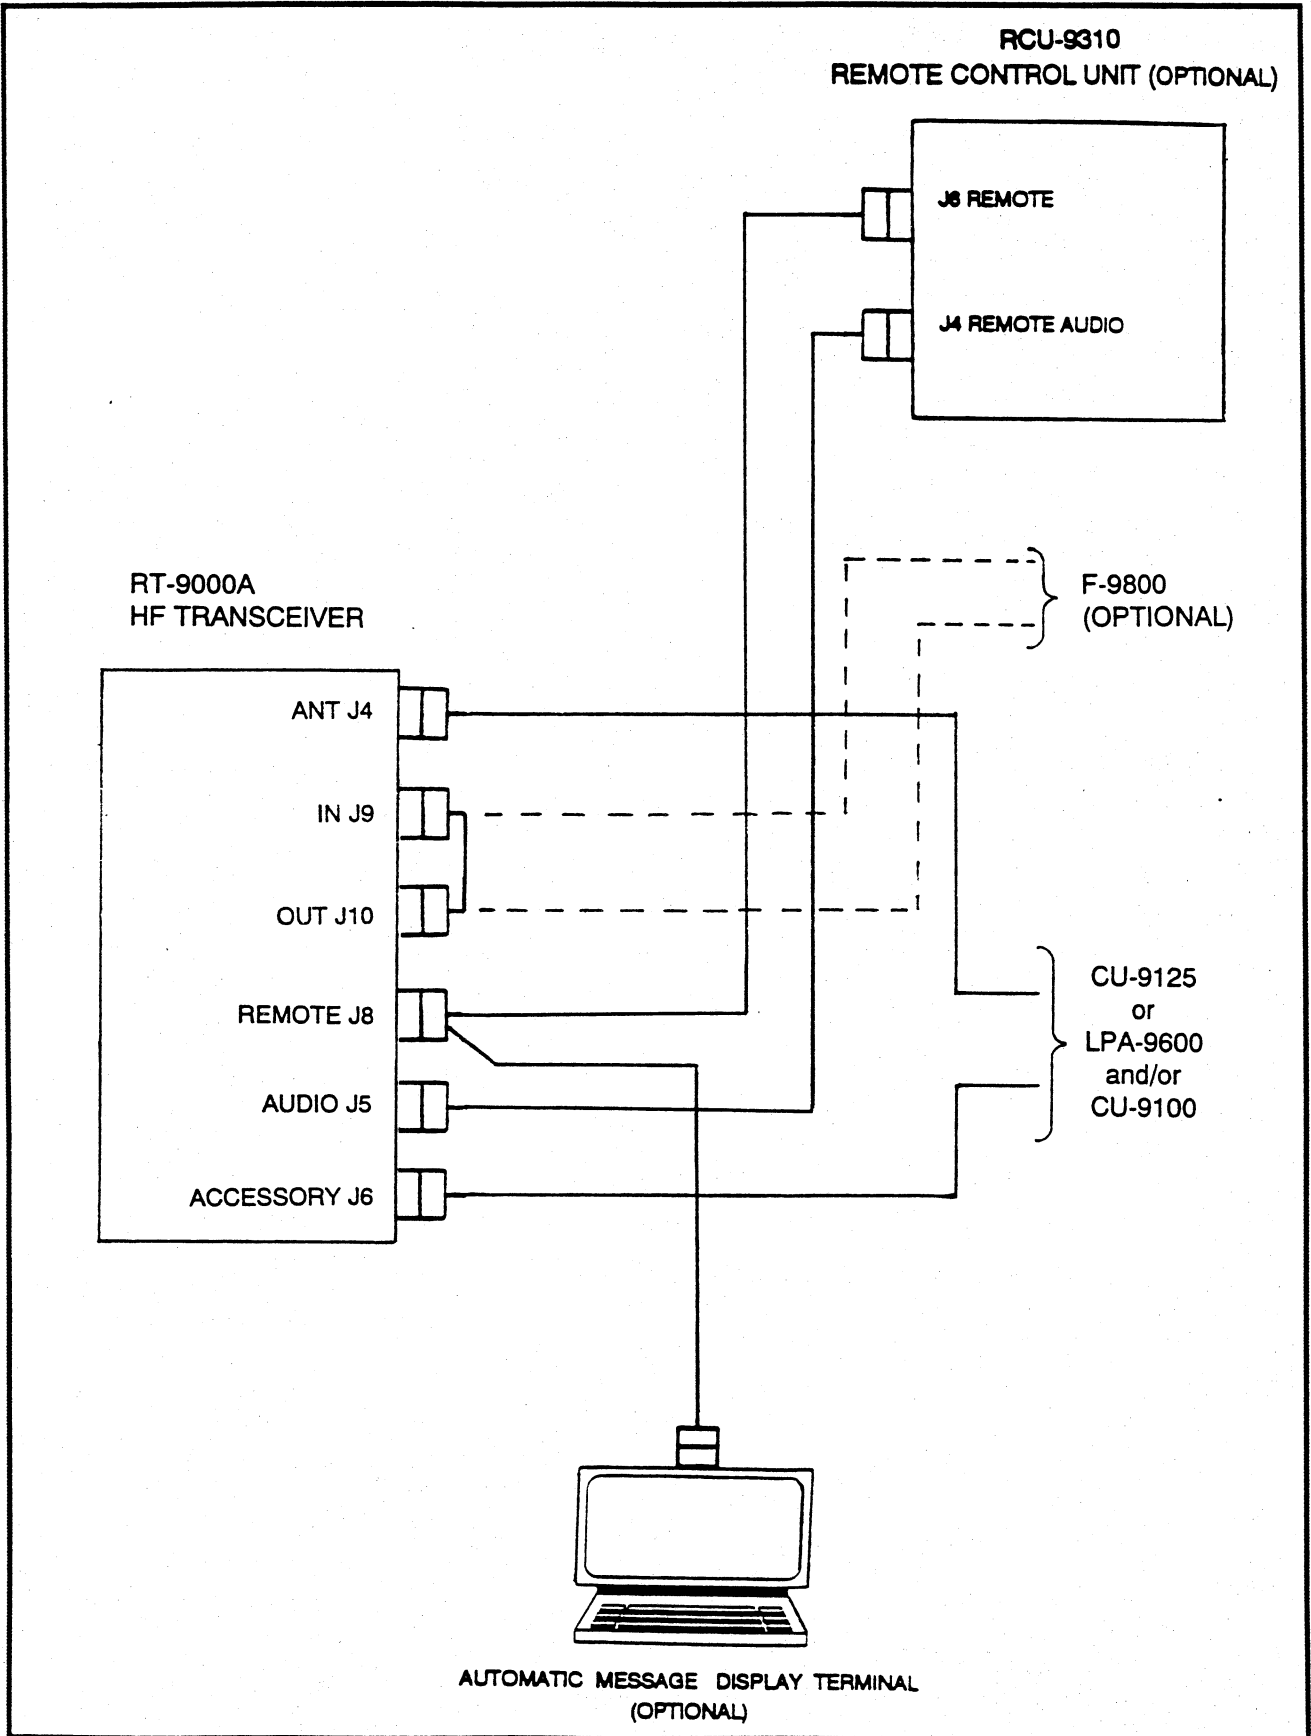 RCU-9310
REMOTE CONTROL UNIT (OPTIONAL)
J6 REMOTE
J4 REMOTE AUDIO
RT-9000A
HF TRANSCEIVER
F-9800
(OPTIONAL)
ANT J4
IN J9
OUT J10
REMOTE J8
AUDIO J5
ACCESSORY J6
CU-9125
or
LPA-9600
and/or
CU-9100
AUTOMATIC MESSAGE DISPLAY TERMINAL
(OPTIONAL)